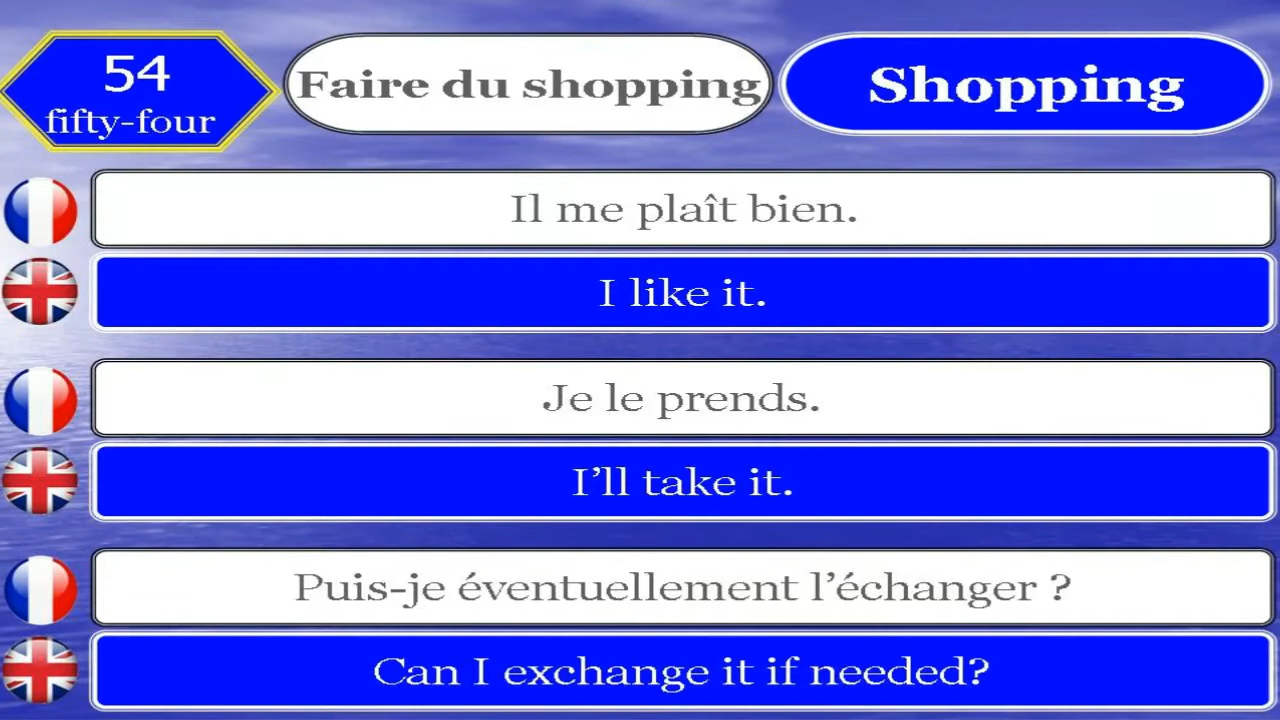 54
fifty-four
Faire du shopping
Shopping
Il me plaît bien.
I like it.
Je le prends.
I’ll take it.
Puis-je éventuellement l’échanger ?
Can I exchange it if needed?